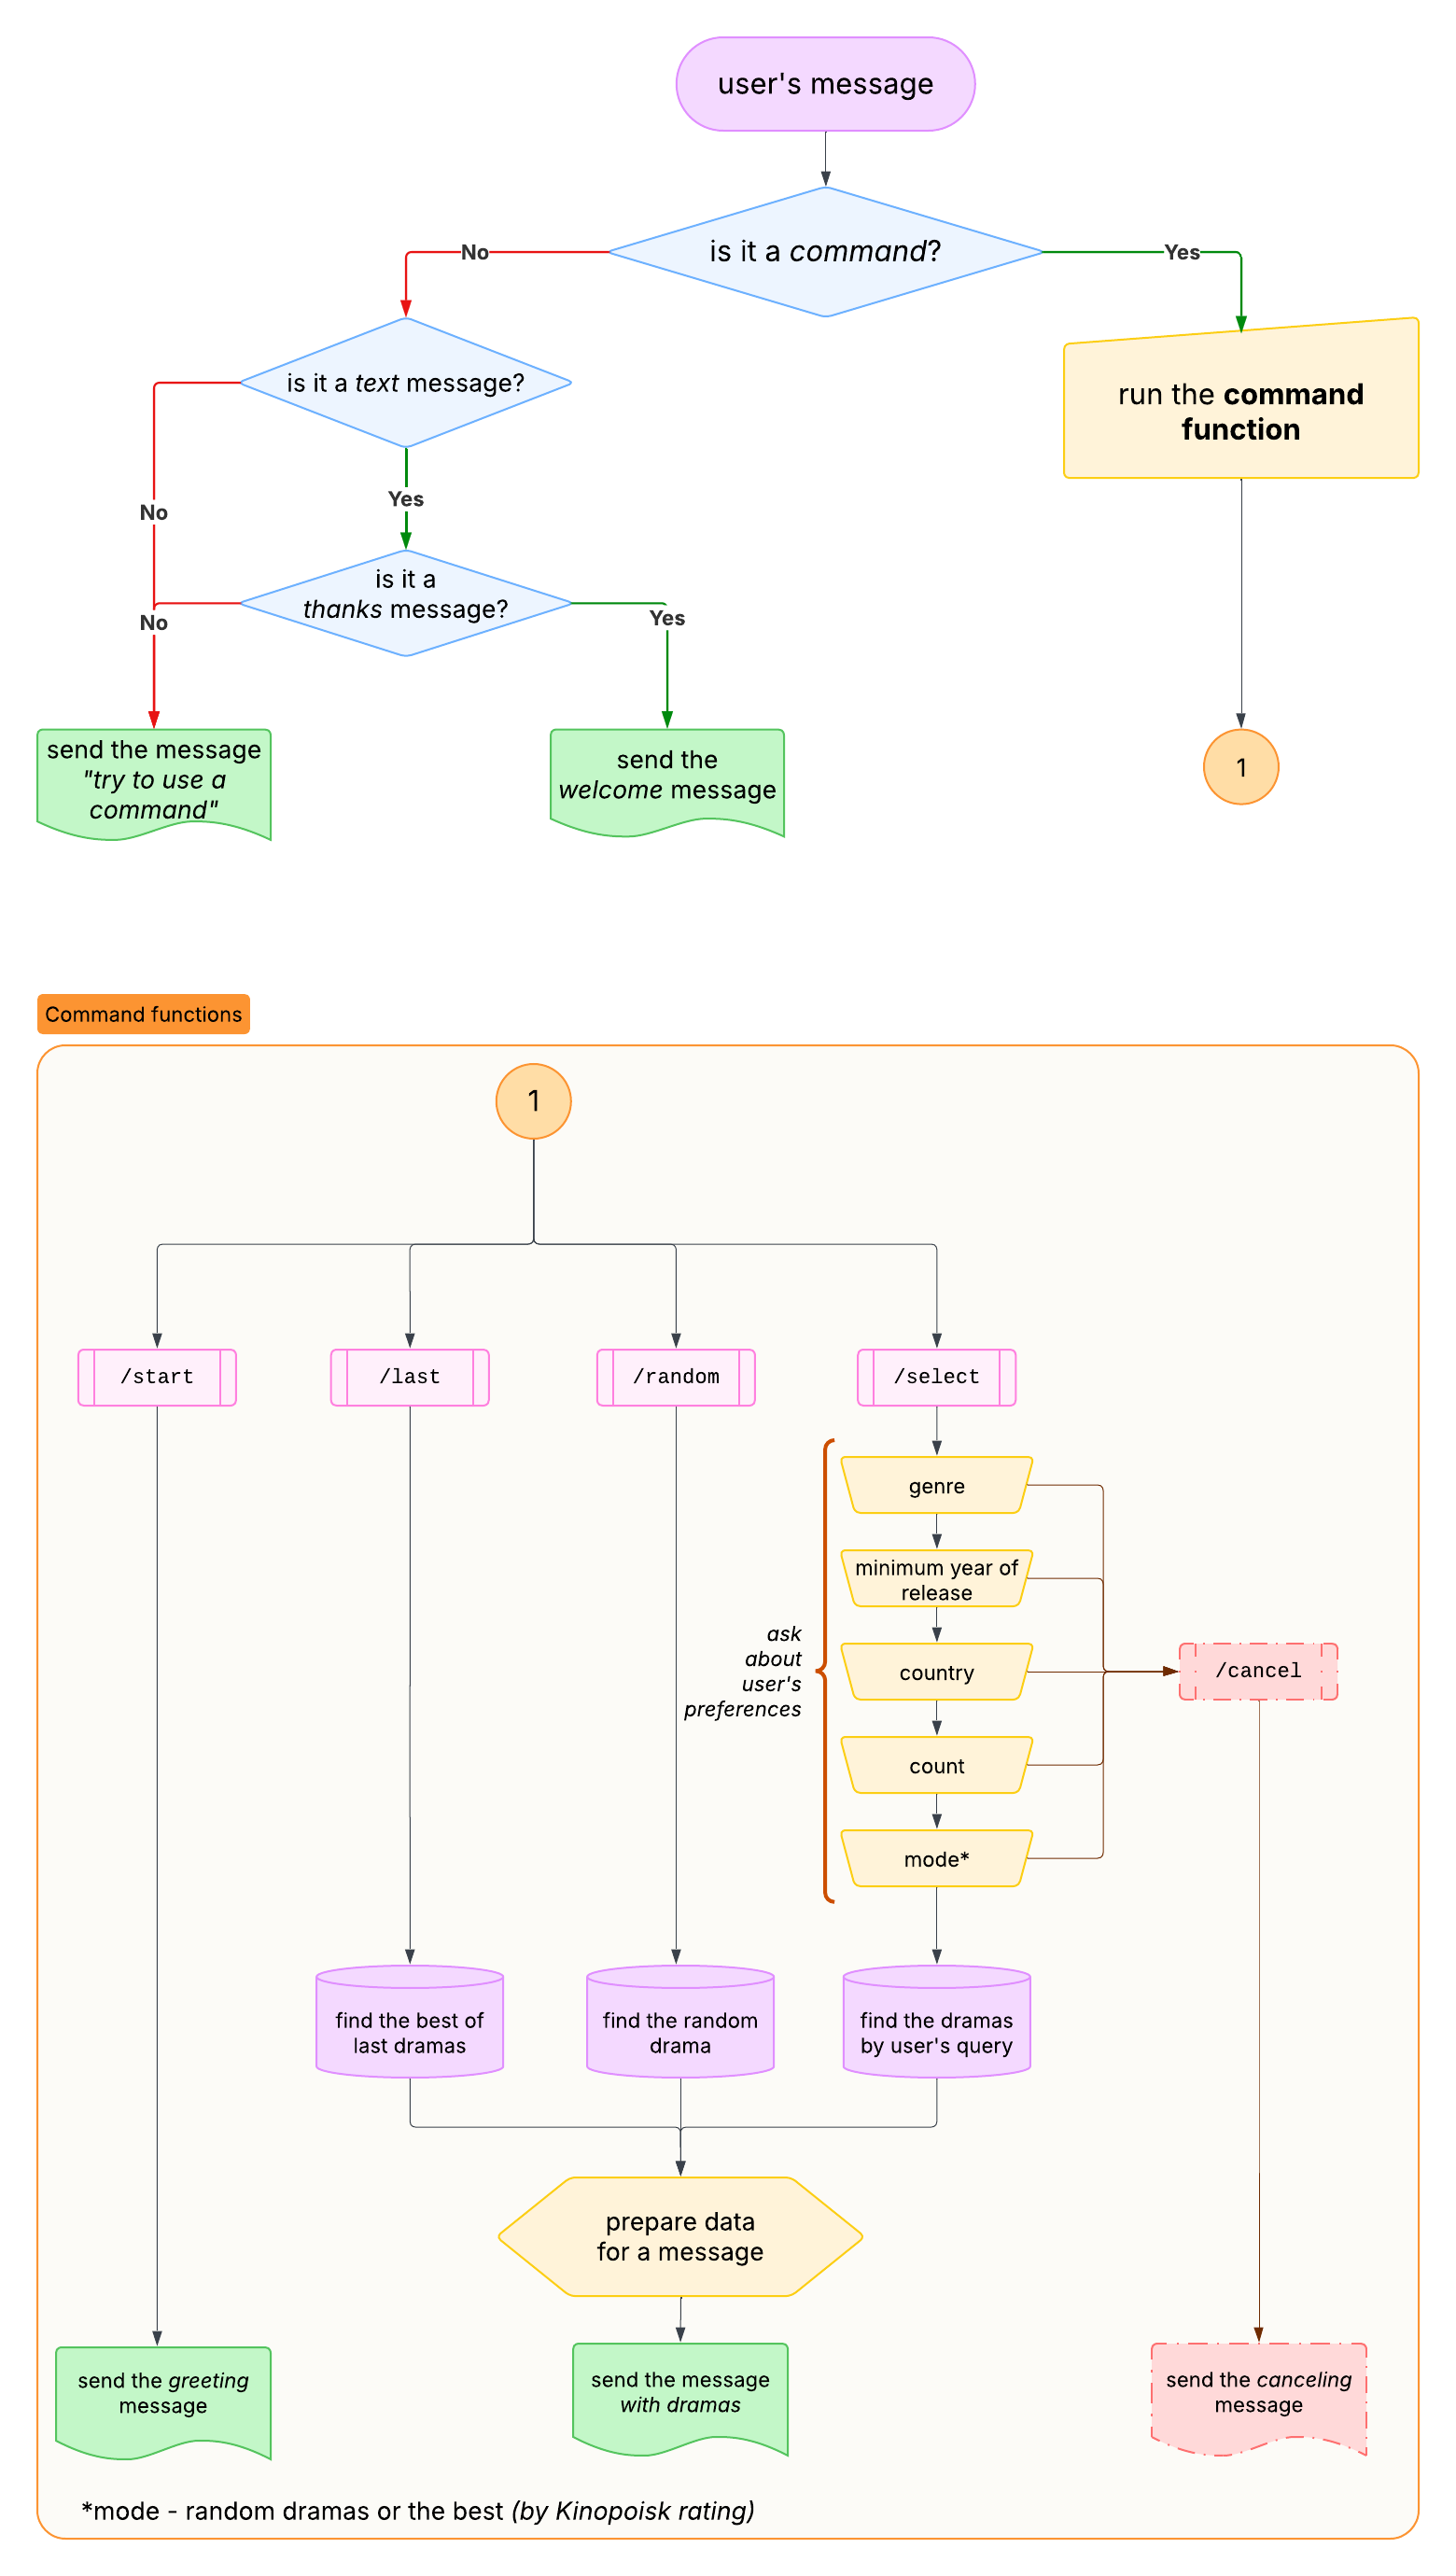 user's message
is it a command?
No
Yes
is it a text message?
run the command
function
Yes
No
is it a
thanks message?
No
Yes
send the message
"try to use a
command"
send the
welcome message
1
Command functions
1
/start
/last
/random
/select
genre
minimum year of
release
ask
about
user's
preferences
country
/cancel
count
mode*
find the best of
last dramas
find the random
drama
find the dramas
by user's query
prepare data
for a message
send the greeting
message
send the message
with dramas
send the canceling
message
*mode - random dramas or the best (by Kinopoisk rating)